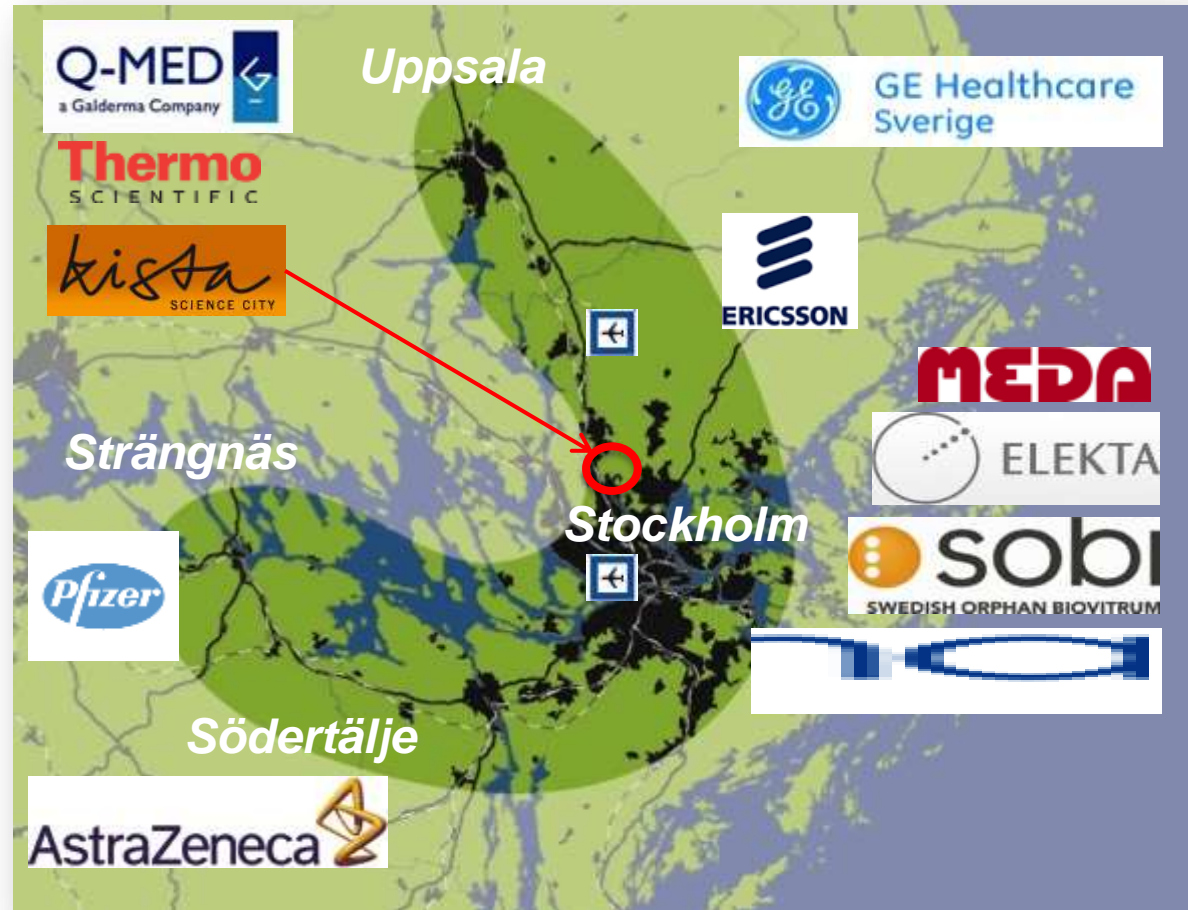 Q-MED
a Galderma Company
Uppsala
GE Healthcare
Sverige
Thermo
SCIENTIFIC
kista
SCIENCE CITY
ERICSSON
MEDA
ELEKTA
Strängnäs
Stockholm
sobi
SWEDISH ORPHAN BIOVITRUM
Pfizer
Södertälje
AstraZeneca